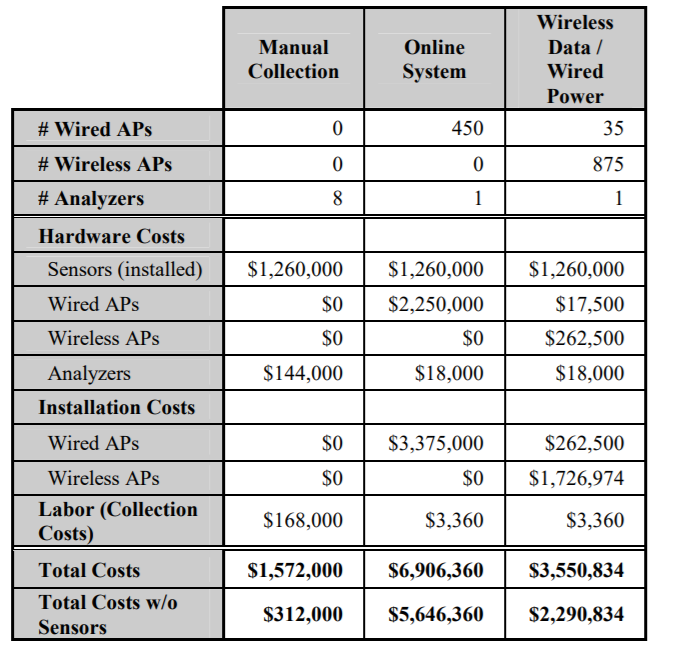 Manual Collection	Online System	Wireless Data / Wired Power
# Wired APs	0	450	35
# Wireless APs	0	0	875
# Analyzers	8	1	1
Hardware Costs
Sensors (installed)	$1,260,000	$1,260,000	$1,260,000
Wired APs	$0	$2,250,000	$17,500
Wireless APs	$0	$0	$262,500
Analyzers	$144,000	$18,000	$18,000
Installation Costs
Wired APs	$0	$3,375,000	$262,500
Wireless APs	$0	$0	$1,726,974
Labor (Collection Costs)	$168,000	$3,360	$3,360
Total Costs	$1,572,000	$6,906,360	$3,550,834
Total Costs w/o Sensors	$312,000	$5,646,360	$2,290,834